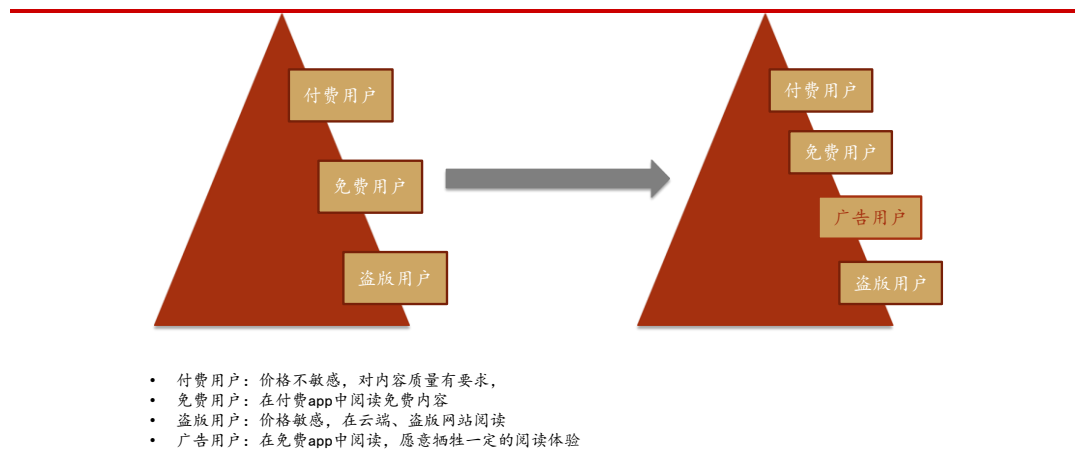 付费用户
免费用户
盗版用户
付费用户
免费用户
广告用户
盗版用户
• 付费用户：价格不敏感，对内容质量有要求，
• 免费用户：在付费app中阅读免费内容
• 盗版用户：价格敏感，在云端、盗版网站阅读
• 广告用户：在免费app中阅读，愿意牺牲一定的阅读体验